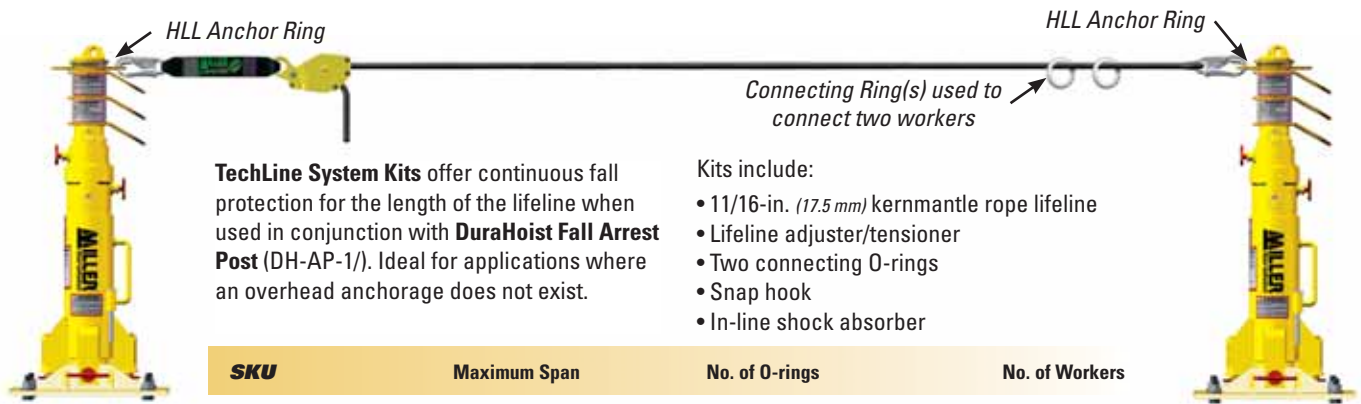 HLL Anchor Ring
HLL Anchor Ring
Connecting Ring(s) used to
connect two workers
TechLine System Kits offer continuous fall
protection for the length of the lifeline when
used in conjunction with DuraHoist Fall Arrest
Post (DH-AP-1/). Ideal for applications where
an overhead anchorage does not exist.
Kits include:
• 11/16-in. (17.5 mm) kernmantle rope lifeline
• Lifeline adjuster/tensioner
• Two connecting O-rings
• Snap hook
• In-line shock absorber
MILLER
MILLER
SKU Maximum Span No. of O-rings No. of Workers